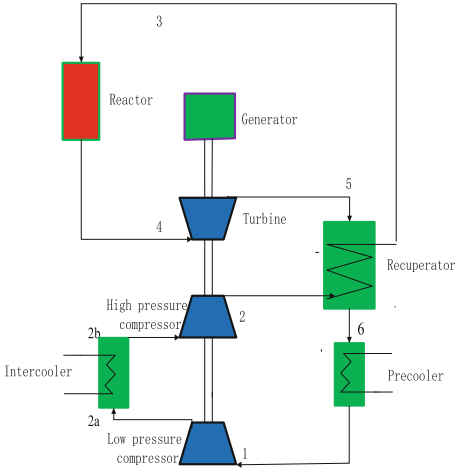 3
Reactor
Generator
5
4
Turbine
Recuperator
High pressure
compressor
2
2b
6
Intercooler
Precooler
2a
Low pressure
compressor
1